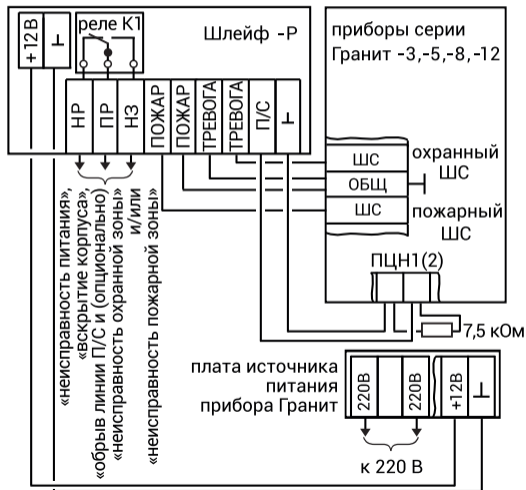 +12В
реле К1
Шлейф -Р
НР
ПР
НЗ
ПОЖАР
ПОЖАР
ТРЕВОГА
ТРЕВОГА
П/С
приборы серии
Гранит -3,-5,-8,-12
ШС
ОБЩ
ШС
охранный
ШС
пожарный
ШС
ПЦН1(2)
7,5 кОм
«неисправность питания»,
«вскрытие корпуса»,
«обрыв линии П/С и (опционально)
«неисправность охранной зоны»
и/или
«неисправность пожарной зоны»
плата источника
питания
прибора Гранит
220В
220В
+12В
к 220 В